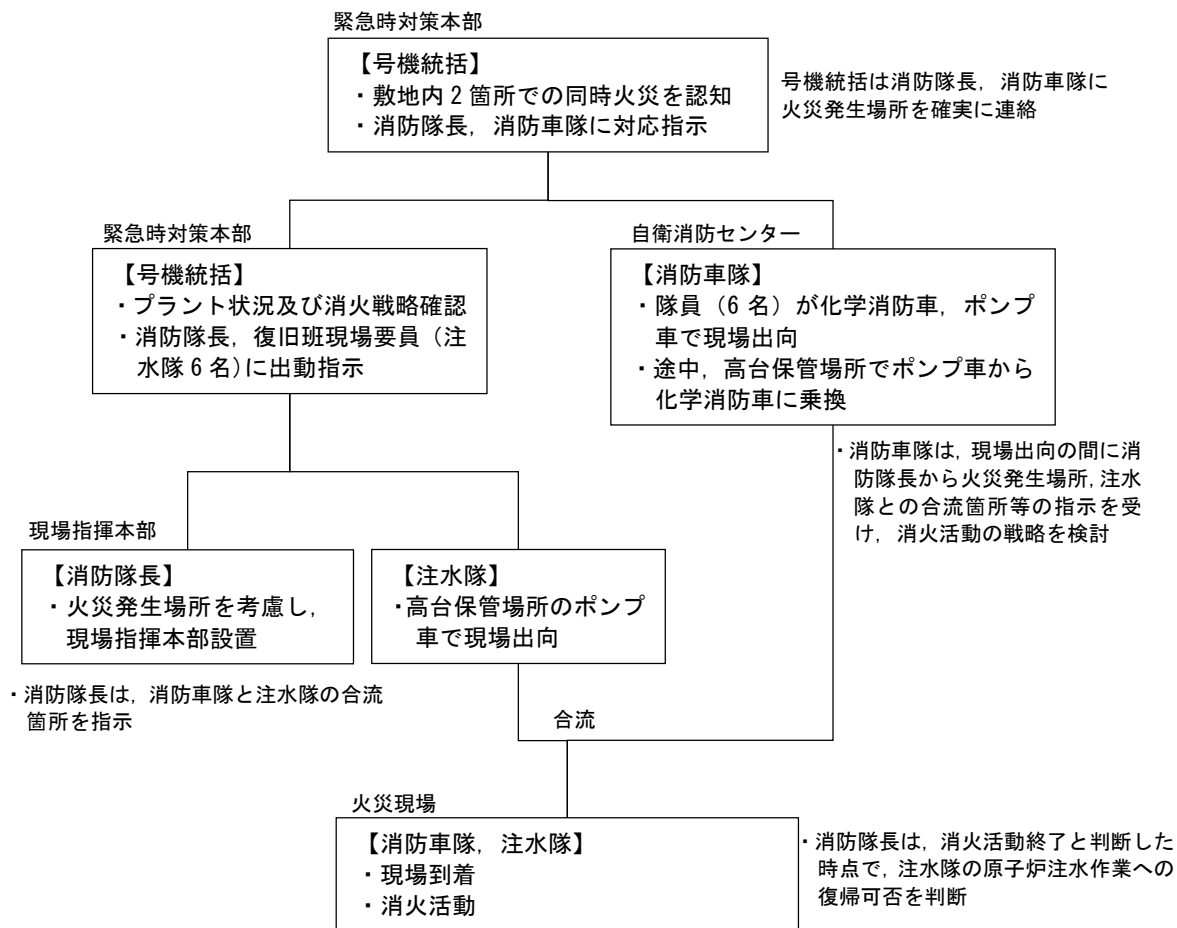 緊急時対策本部
【号機統括】
・敷地内2箇所での同時火災を認知
・消防隊長，消防車隊に対応指示
号機統括は消防隊長，消防車隊に
火災発生場所を確実に連絡
緊急時対策本部
【号機統括】
・プラント状況及び消火戦略確認
・消防隊長，復旧班現場要員（注
水隊6名）に出動指示
自衛消防センター
【消防車隊】
・隊員（6名）が化学消防車，ポンプ
車で現場出向
・途中，高台保管場所でポンプ車から
化学消防車に乗換
・消防車隊は，現場出向の間に消
防隊長から火災発生場所，注水
隊との合流箇所等の指示を受
け，消火活動の戦略を検討
現場指揮本部
【消防隊長】
・火災発生場所を考慮し，
現場指揮本部設置
【注水隊】
・高台保管場所のポンプ
車で現場出向
・消防隊長は，消防車隊と注水隊の合流
箇所を指示
合流
火災現場
【消防車隊，注水隊】
・現場到着
・消火活動
・消防隊長は，消火活動終了と判断した
時点で，注水隊の原子炉注水作業への
復帰可否を判断